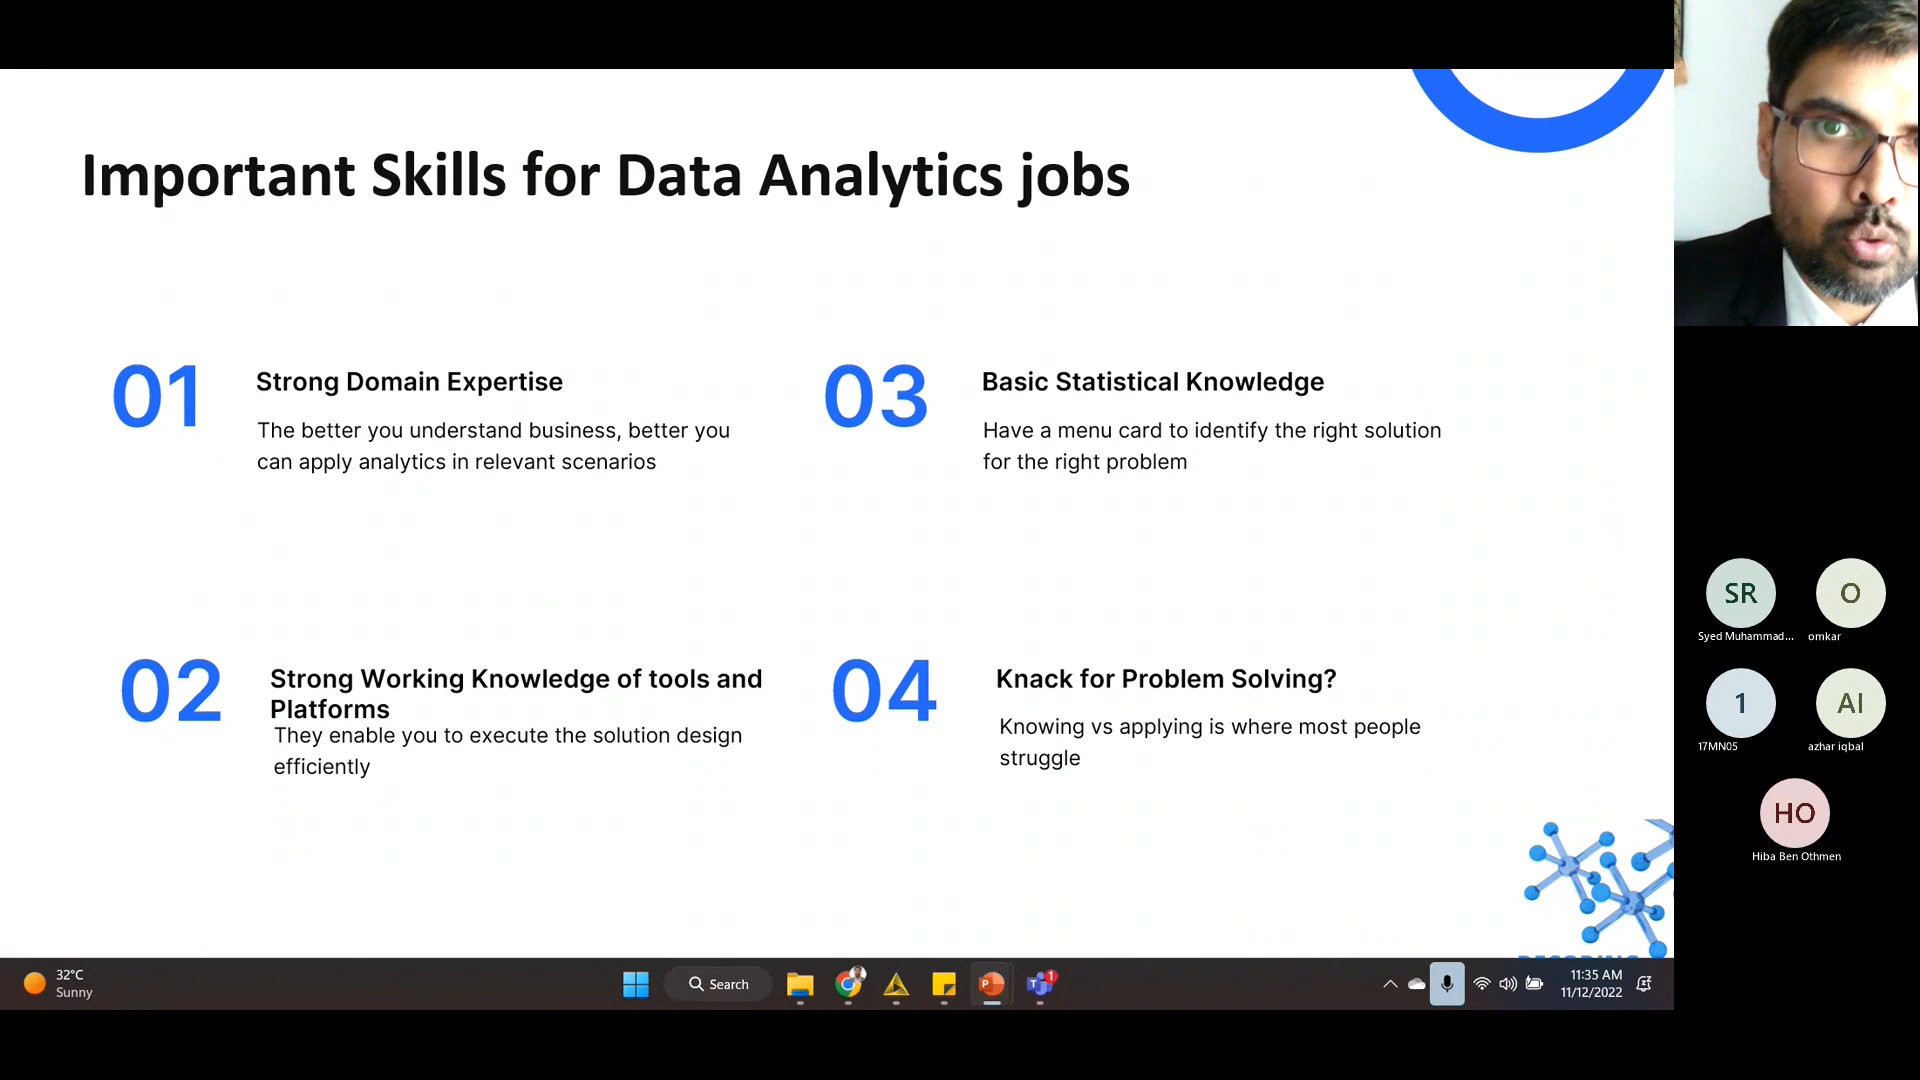 Important Skills for Data Analytics jobs
01
Strong Domain Expertise
The better you understand business, better you
can apply analytics in relevant scenarios
02
Strong Working Knowledge of tools and
Platforms
They enable you to execute the solution design
efficiently
03
Basic Statistical Knowledge
Have a menu card to identify the right solution
for the right problem
04
Knack for Problem Solving?
Knowing vs applying is where most people
struggle
SR
Syed Muhammad...
O
omkar
1
17MN05
AI
azhar iqbal
HO
Hiba Ben Othmen
32°C
Sunny
Search
P
T
1
11:35 AM
11/12/2022